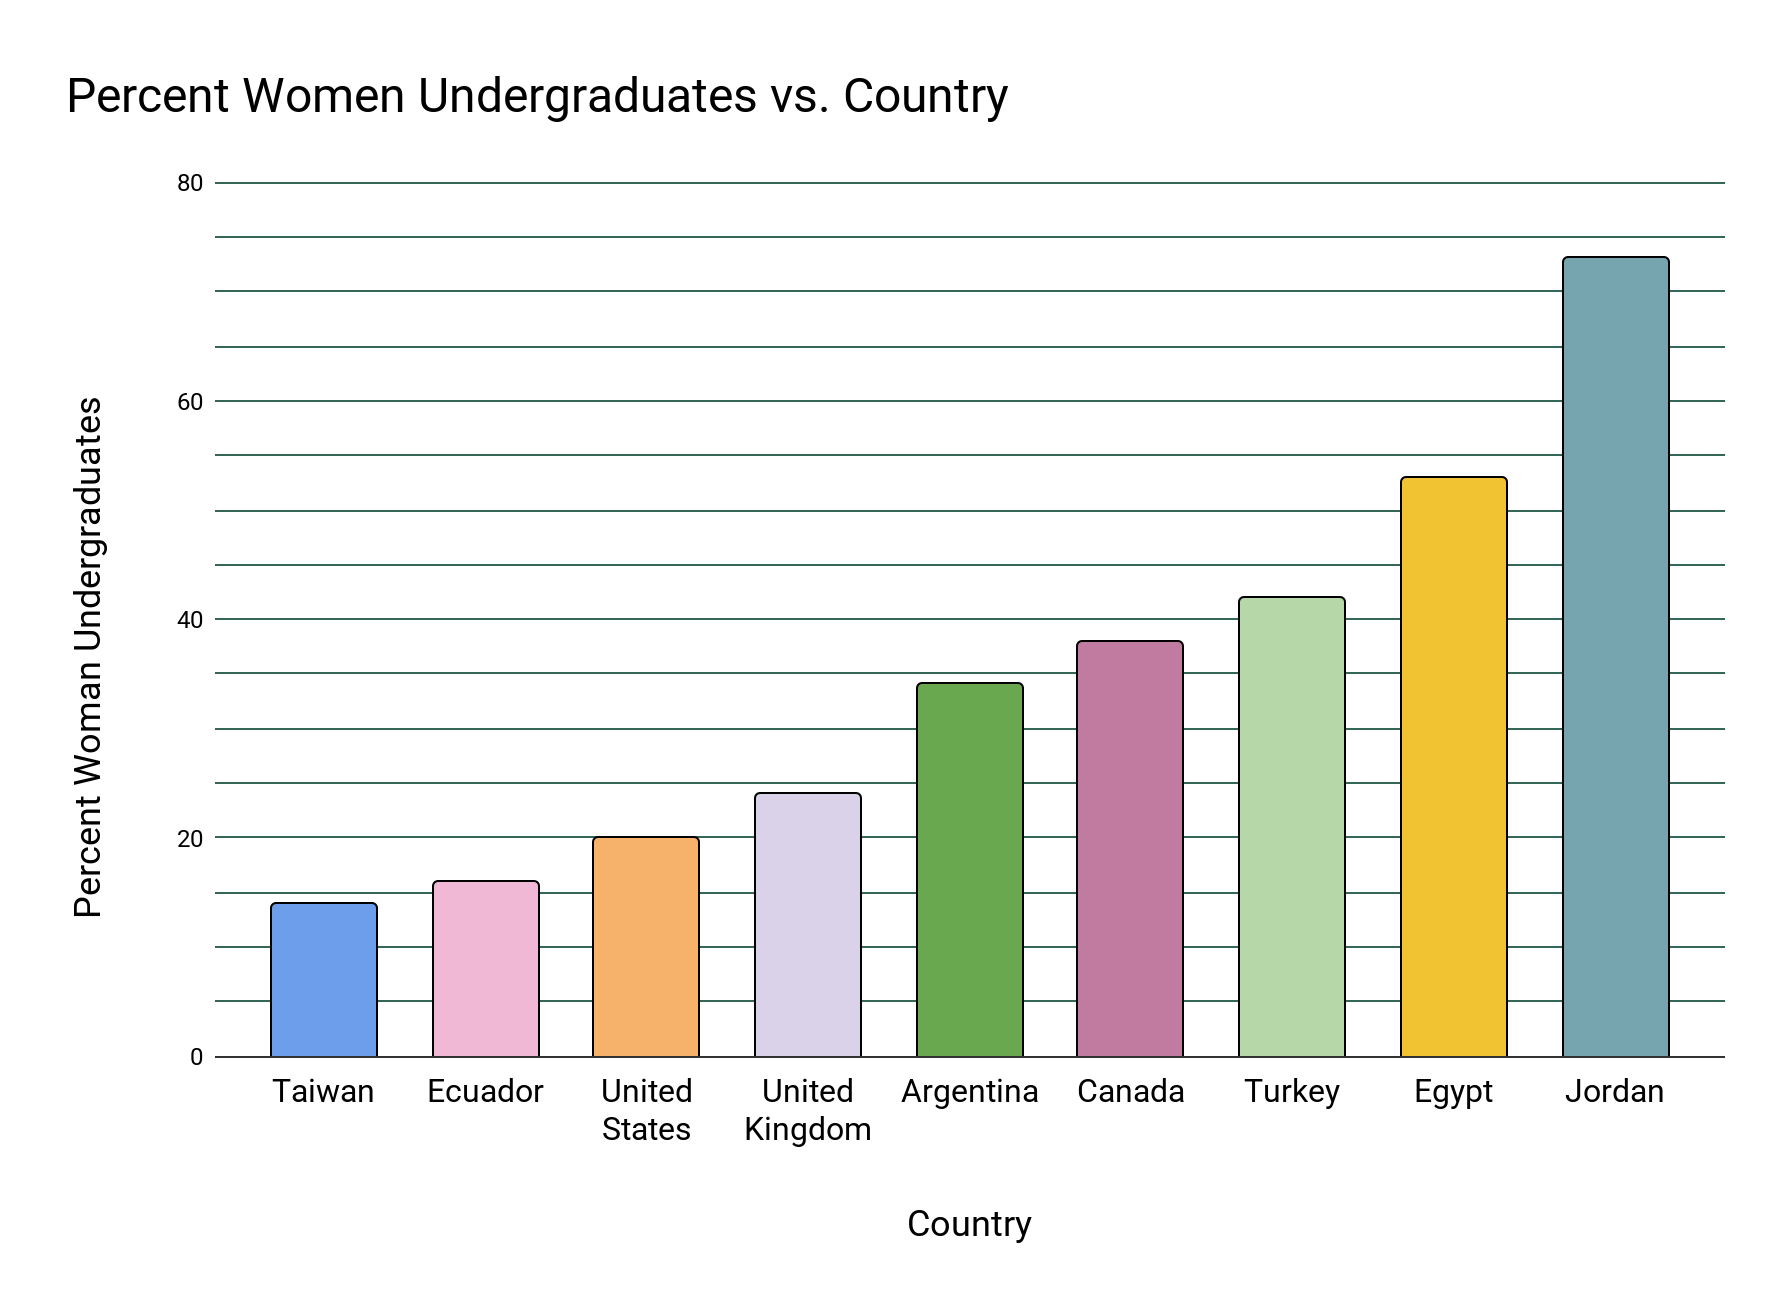 Percent Women Undergraduates vs. Country
Percent Woman Undergraduates
80
60
40
20
0
Taiwan
Ecuador
United
States
United
Kingdom
Argentina
Canada
Turkey
Egypt
Jordan
Country